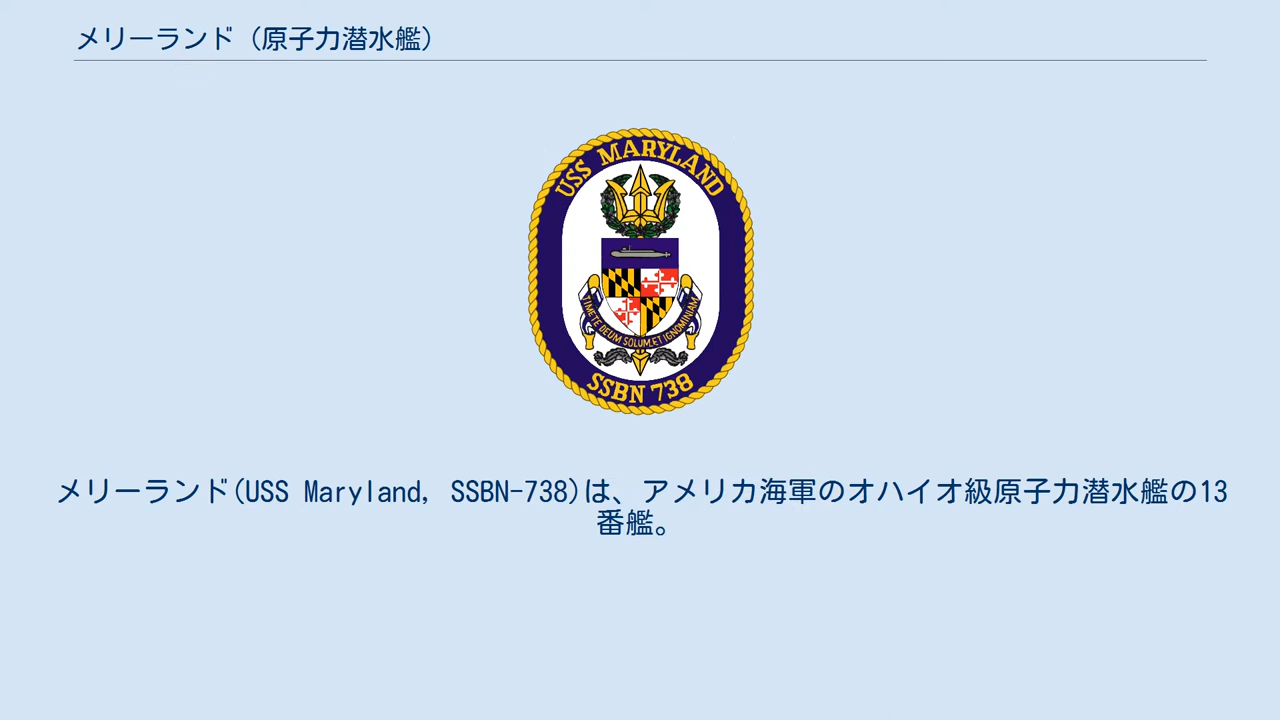 メリーランド（原子力潜水艦）
USS MARYLAND
TIMETE DEUM SOLUM ET IGNOMINIAM
SSBN 738
メリーランド(USS Maryland, SSBN-738)は、アメリカ海軍のオハイオ級原子力潜水艦の13
番艦。